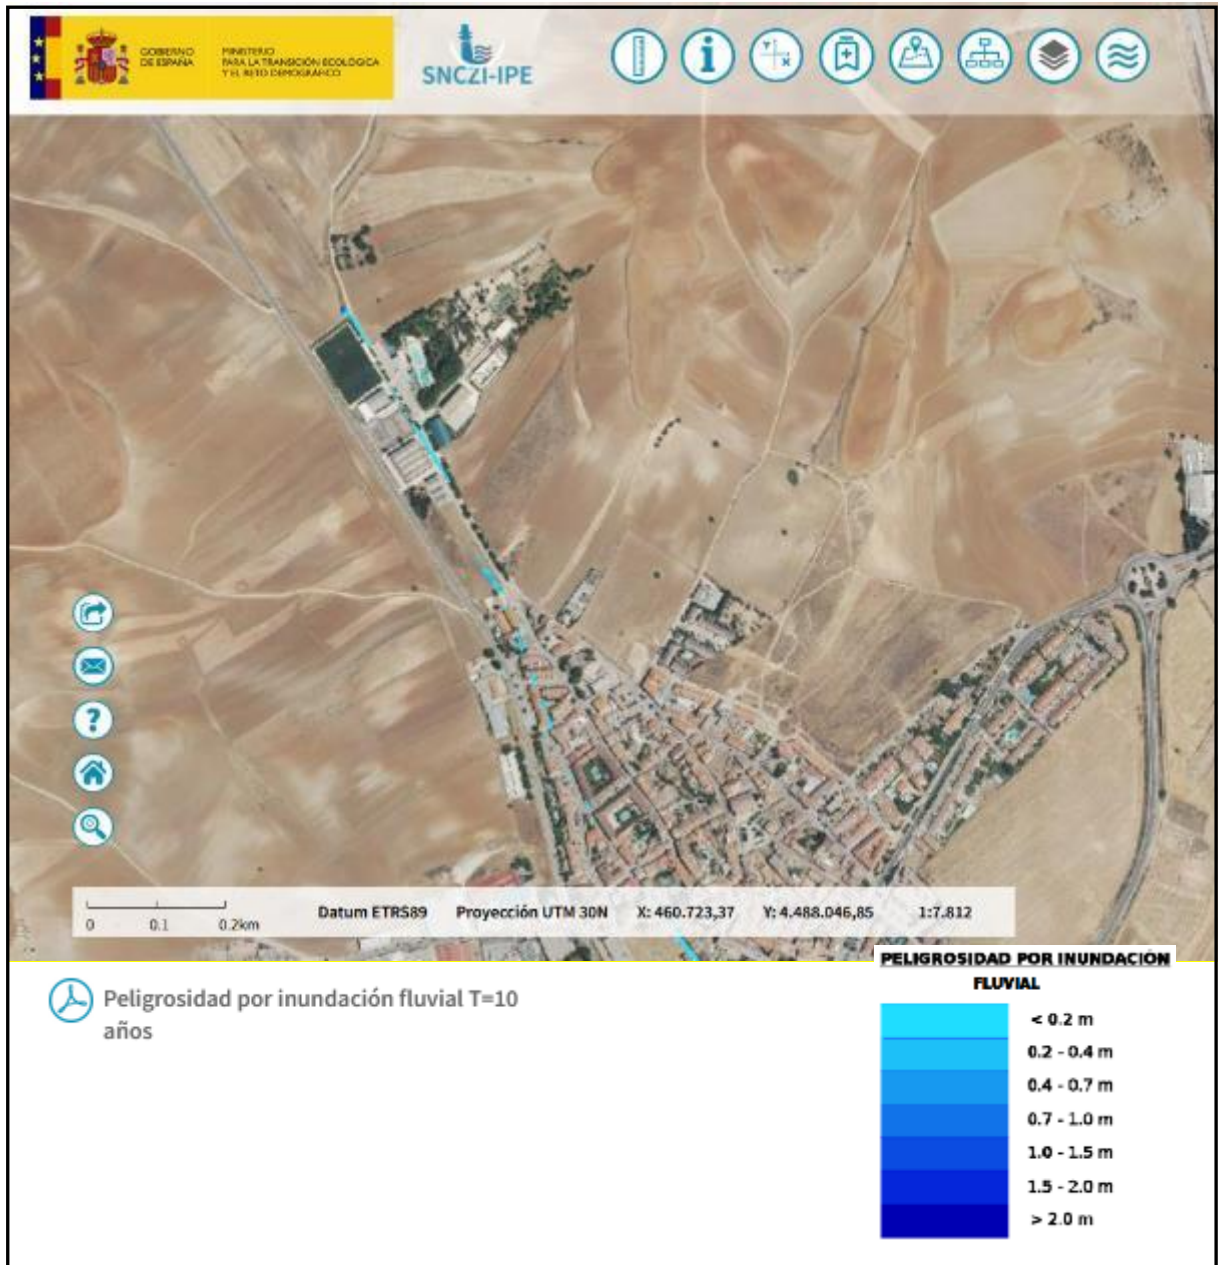 GOBIERNO
DE ESPAÑA
MINISTERIO
PARA LA TRANSICIÓN ECOLÓGICA
Y EL RETO DEMOGRÁFICO
SNCZI-IPE
0 0.1 0.2km
Datum ETRS89 Proyección UTM 30N X: 460.723,37 Y: 4.488.046,85 1:7.812
PELIGROSIDAD POR INUNDACIÓN
FLUVIAL
Peligrosidad por inundación fluvial T=10
años
< 0.2 m
0.2 - 0.4 m
0.4 - 0.7 m
0.7 - 1.0 m
1.0 - 1.5 m
1.5 - 2.0 m
> 2.0 m